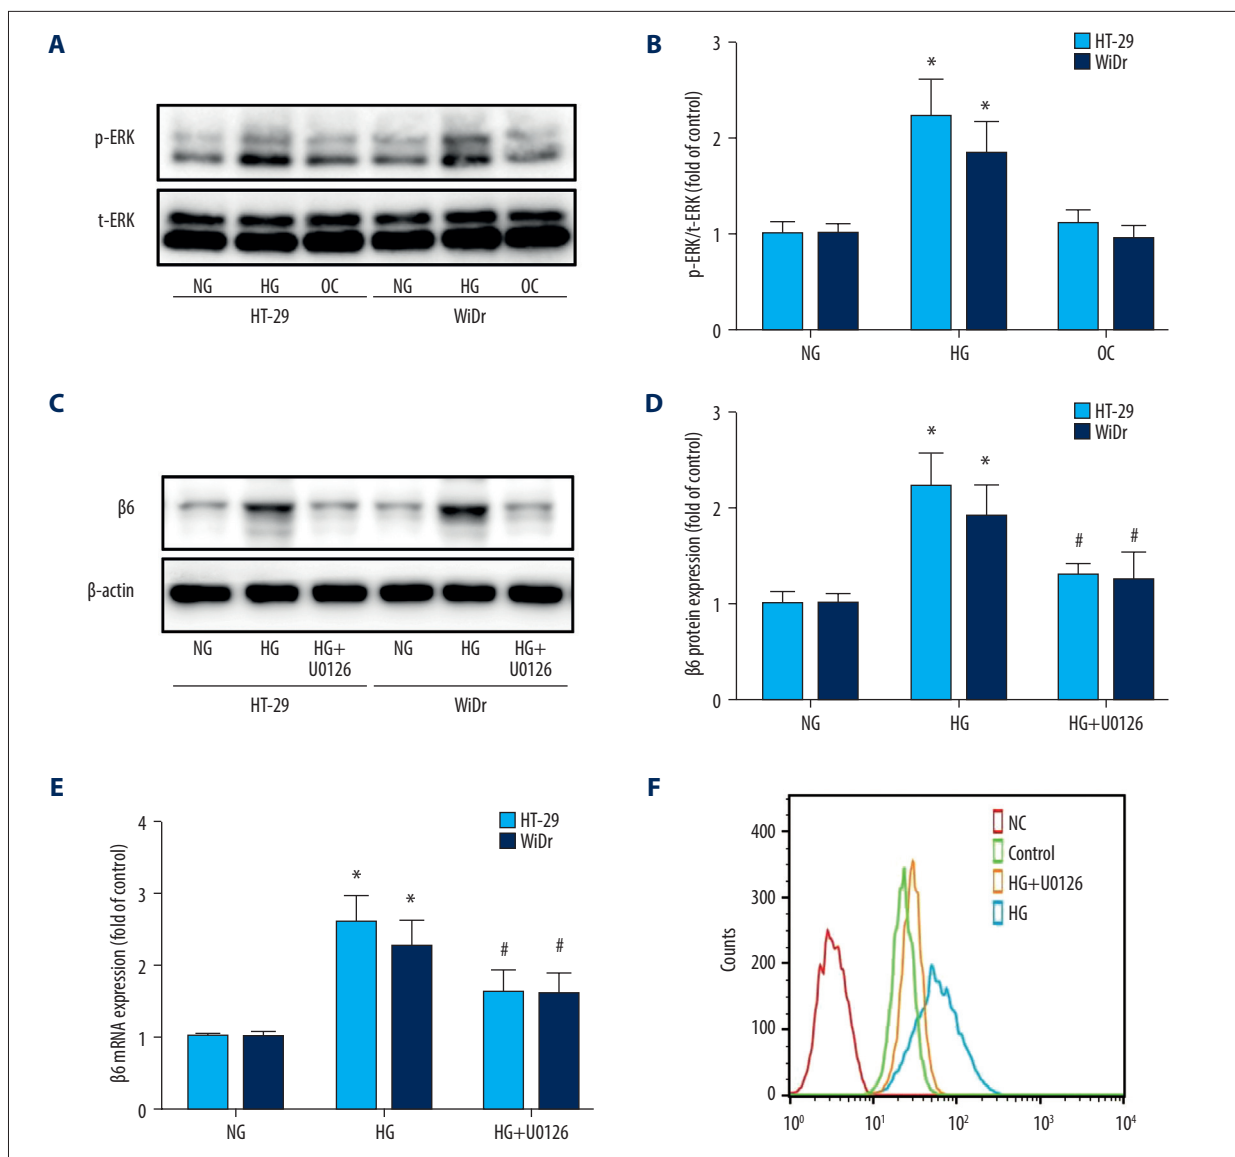 A
p-ERK
t-ERK
NG HG OC NG HG OC
HT-29 WiDr
B
HT-29
WiDr
p-ERK/t-ERK (fold of control)
3
2
1
0
* *
NG HG OC
C
β6
β-actin
NG HG HG+ NG HG HG+
U0126 U0126
HT-29 WiDr
D
HT-29
WiDr
β6 protein expression (fold of control)
3
2
1
0
* * # #
NG HG HG+U0126
E
HT-29
WiDr
β6 mRNA expression (fold of control)
4
3
2
1
0
* * # #
NG HG HG+U0126
F
NC
Control
HG+U0126
HG
Counts
400
300
200
100
0
10⁰ 10¹ 10² 10³ 10⁴